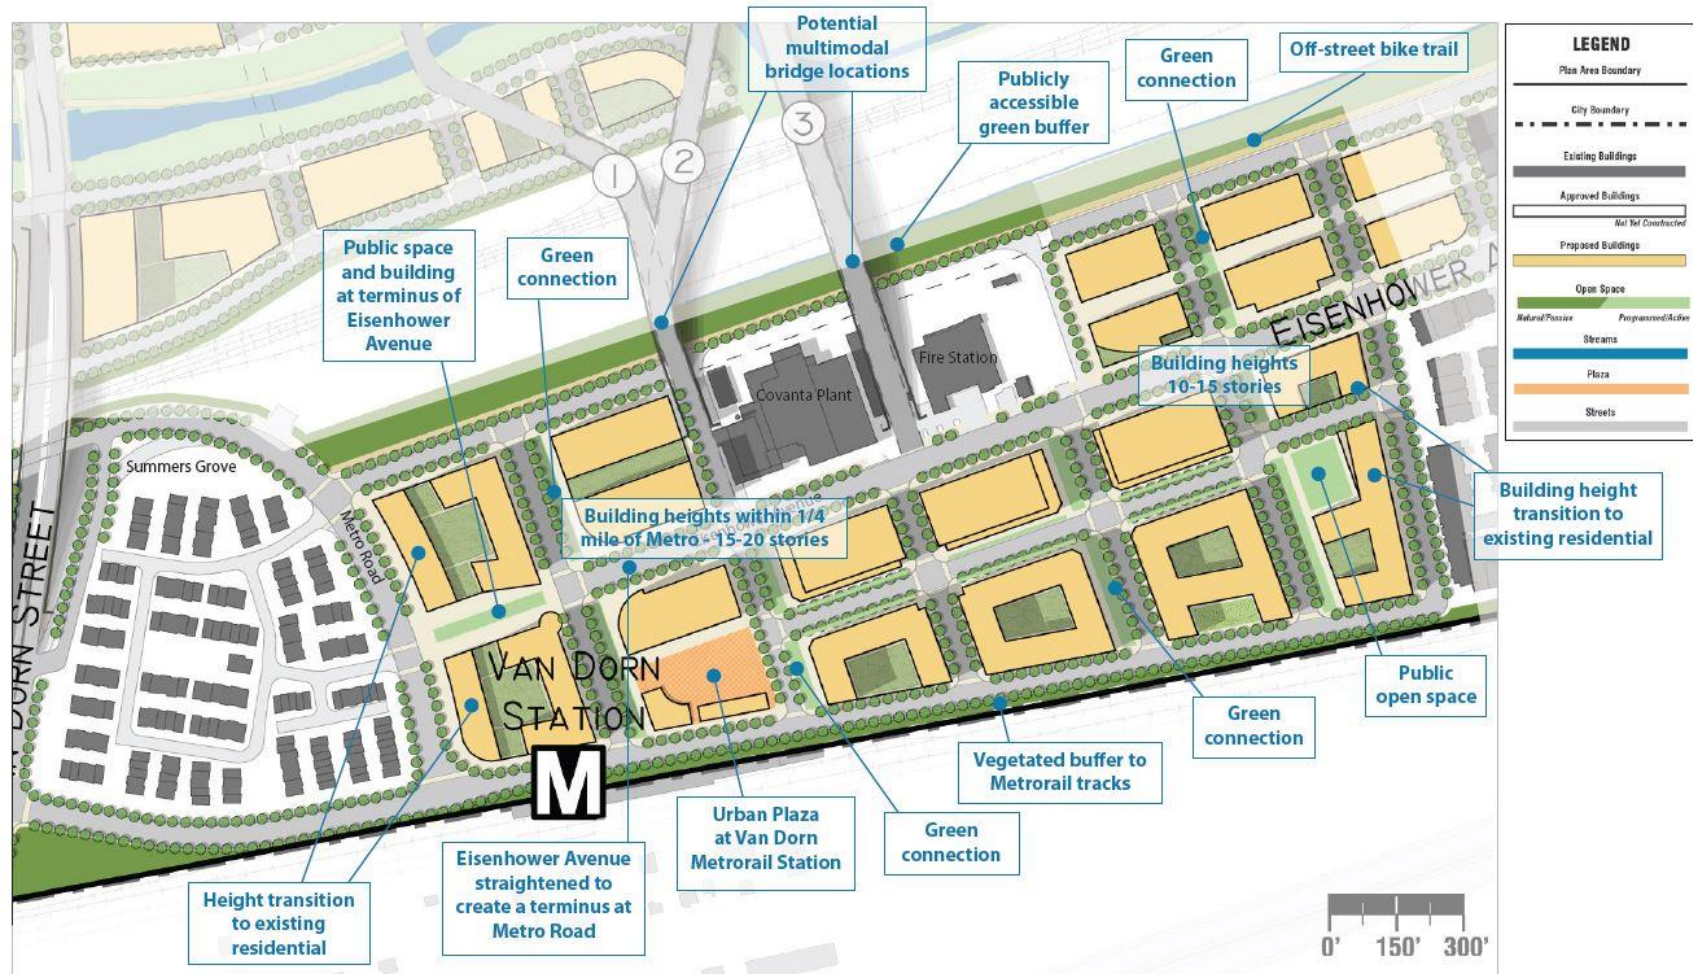 Potential
multimodal
bridge locations
Publicly
accessible
green buffer
Green
connection
Off-street bike trail
LEGEND
Plan Area Boundary
City Boundary
Existing Buildings
Approved Buildings
Not Yet Constructed
Proposed Buildings
Open Space
Natural/Passive
Programmed/Active
Streams
Plaza
Streets
1
2
3
Public space
and building
at terminus of
Eisenhower
Avenue
Green
connection
EISENHOWER A
Fire Station
Covanta Plant
Building heights
10-15 stories
Summers Grove
Metro Road
Building heights within 1/4
mile of Metro - 15-20 stories
Building height
transition to
existing residential
DORN STREET
VAN DORN
STATION
M
Public
open space
Green
connection
Vegetated buffer to
Metrorail tracks
Green
connection
Urban Plaza
at Van Dorn
Metrorail Station
Eisenhower Avenue
straightened to
create a terminus at
Metro Road
Height transition
to existing
residential
0' 150' 300'